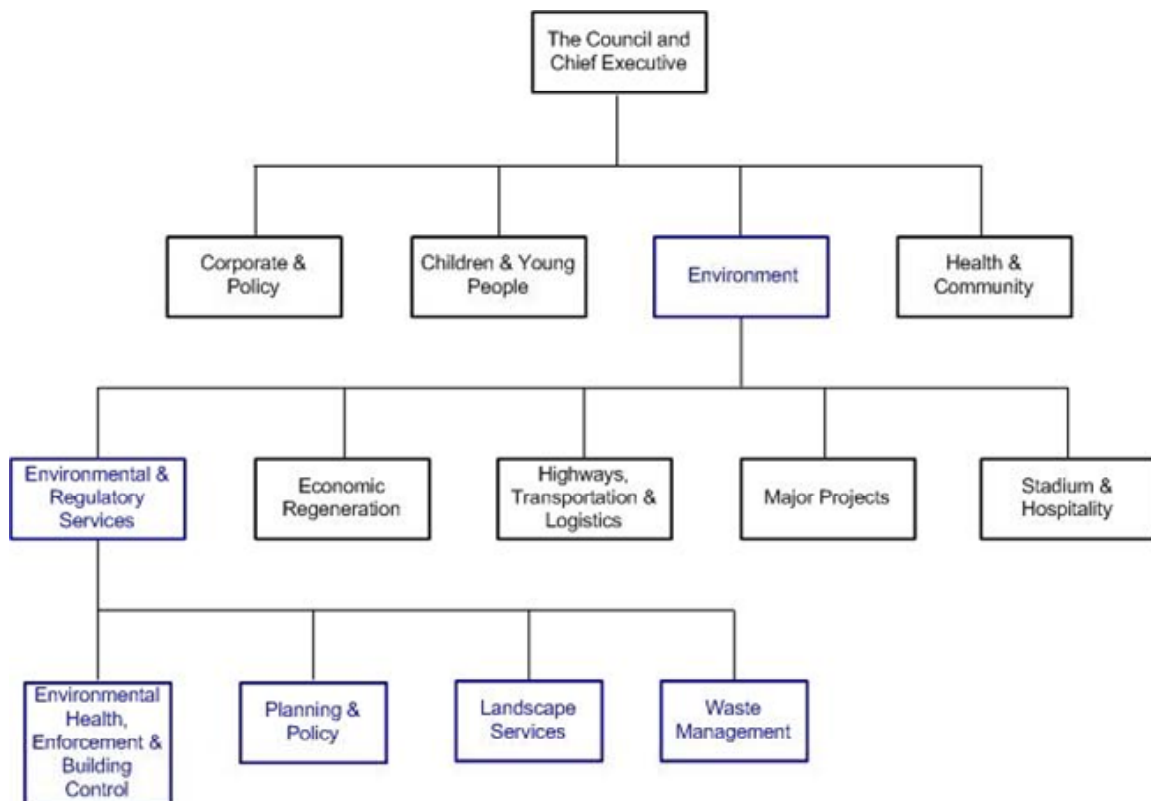 The Council and
Chief Executive
Corporate &
Policy
Children & Young
People
Environment
Health &
Community
Environmental &
Regulatory
Services
Economic
Regeneration
Highways,
Transportation &
Logistics
Major Projects
Stadium &
Hospitality
Environmental
Health,
Enforcement &
Building
Control
Planning &
Policy
Landscape
Services
Waste
Management